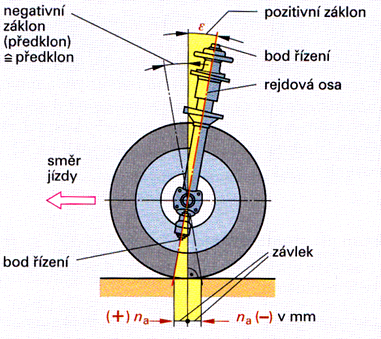 negativní
záklon
(předklon)
≙ předklon
ε
pozitivní záklon
bod řízení
rejdová osa
směr
jízdy
bod řízení
závlek
(+) na
na (−) v mm